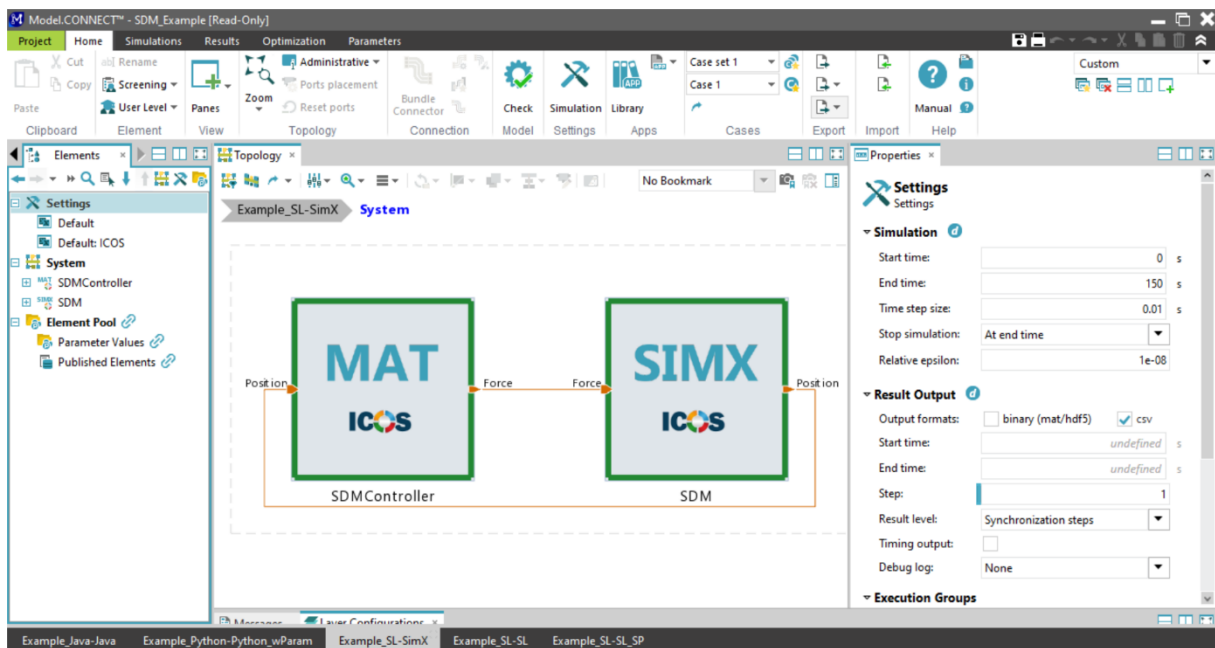 Model.CONNECT™ - SDM_Example [Read-Only]
Project Home Simulations Results Optimization Parameters
Cut Rename Administrative Case set 1 Custom
Copy Screening Ports placement
Paste User Level Panes Zoom Reset ports Bundle Connector Check Simulation Library Case 1 Manual
Clipboard Element View Topology Connection Model Settings Apps Cases Export Import Help
Elements × Topology × Properties ×
No Bookmark
Settings
Default
Default: ICOS
System
MAT SDMController
SIMX SDM
Element Pool
Parameter Values
Published Elements
Example_SL-SimX System
Position MAT ICOS Force Force SIMX ICOS Position
SDMController SDM
Settings
Settings
Simulation d
Start time: 0 s
End time: 150 s
Time step size: 0.01 s
Stop simulation: At end time
Relative epsilon: 1e-08
Result Output d
Output formats: binary (mat/hdf5) csv
Start time: undefined s
End time: undefined s
Step: 1
Result level: Synchronization steps
Timing output:
Debug log: None
Execution Groups
Messages Layer Configurations ×
Example_Java-Java Example_Python-Python_wParam Example_SL-SimX Example_SL-SL Example_SL-SL_SP